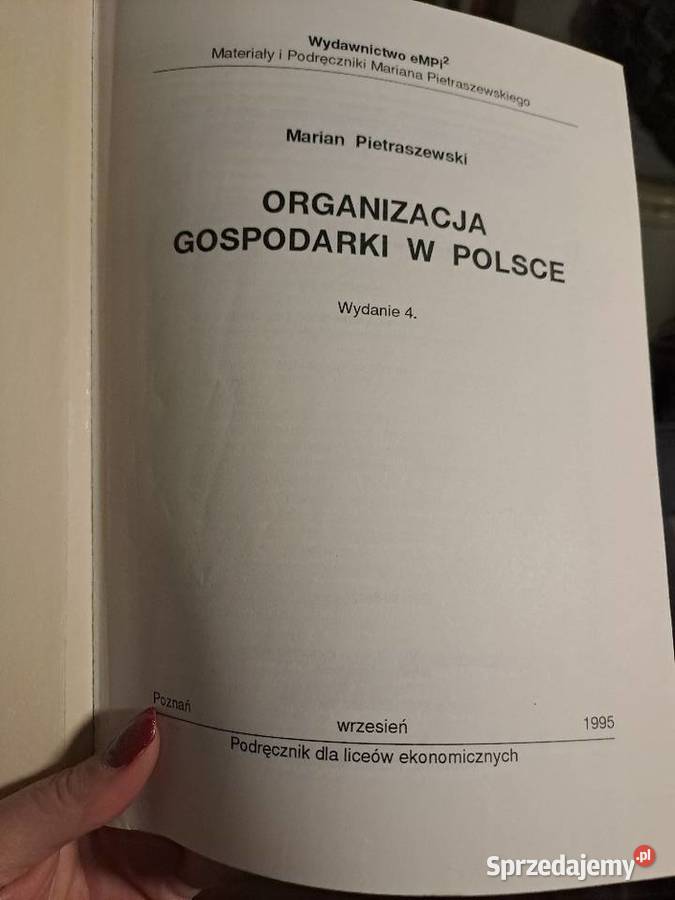 Wydawnictwo eMPi²
Materiały i Podręczniki Mariana Pietraszewskiego
Marian Pietraszewski
ORGANIZACJA
GOSPODARKI W POLSCE
Wydanie 4.
Poznań wrzesień 1995
Podręcznik dla liceów ekonomicznych
Sprzedajemy.pl